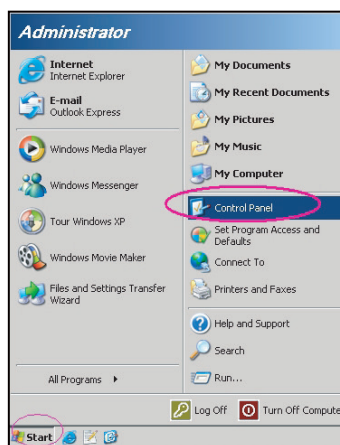 Administrator
Internet
Internet Explorer
E-mail
Outlook Express
Windows Media Player
Windows Messenger
Tour Windows XP
Windows Movie Maker
Files and Settings Transfer
Wizard
All Programs
My Documents
My Recent Documents
My Pictures
My Music
My Computer
Control Panel
Set Program Access and
Defaults
Connect To
Printers and Faxes
Help and Support
Search
Run...
Log Off Turn Off Compute
Start